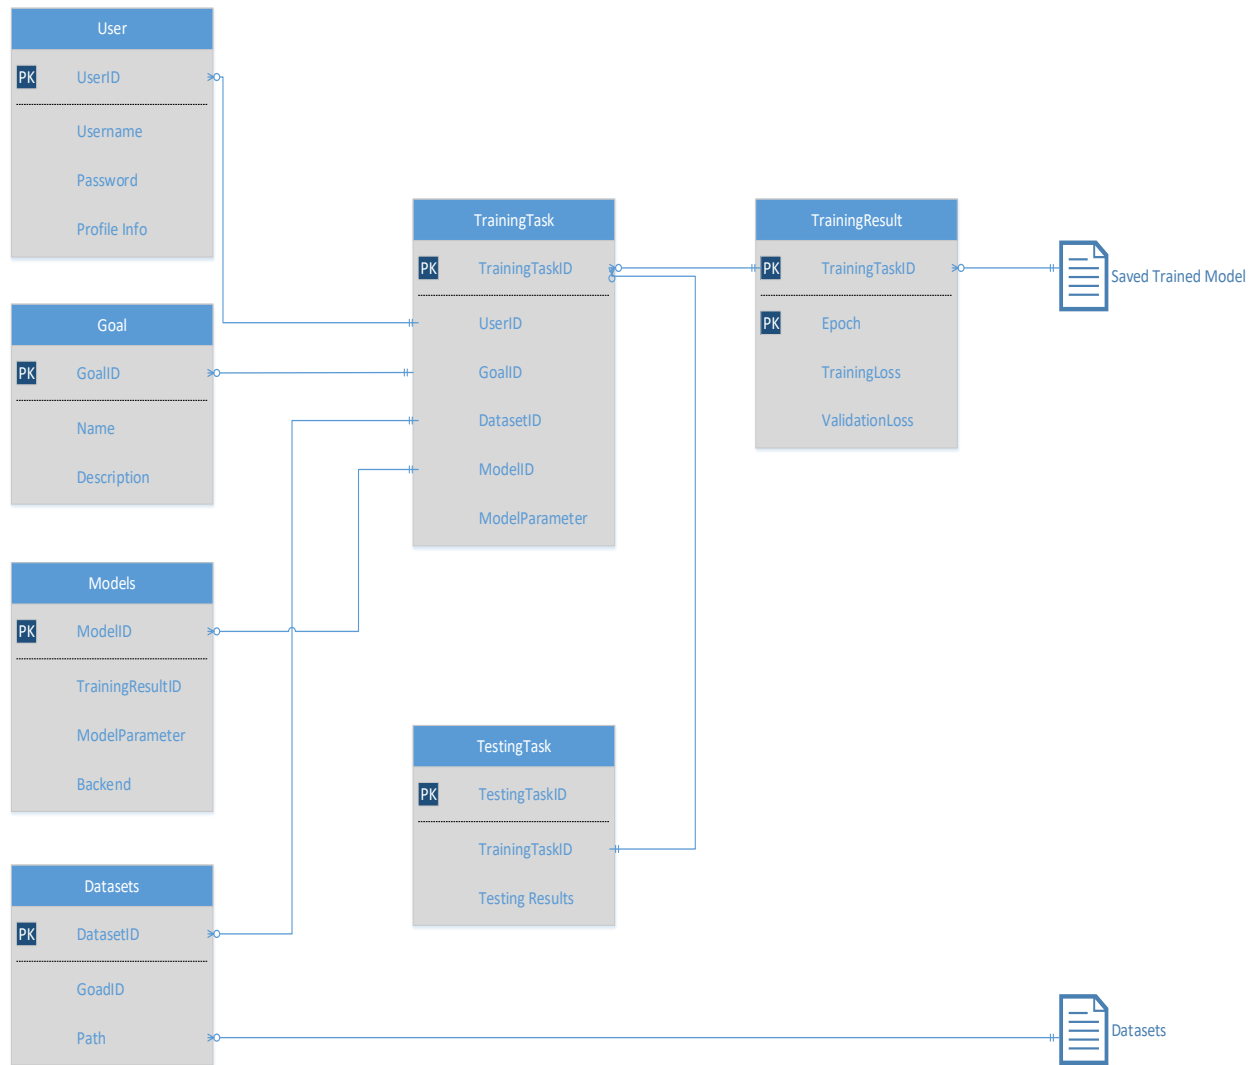 User
PK UserID
Username
Password
Profile Info
Goal
PK GoalID
Name
Description
Models
PK ModelID
TrainingResultID
ModelParameter
Backend
Datasets
PK DatasetID
GoadID
Path
TrainingTask
PK TrainingTaskID
UserID
GoalID
DatasetID
ModelID
ModelParameter
TestingTask
PK TestingTaskID
TrainingTaskID
Testing Results
TrainingResult
PK TrainingTaskID
PK Epoch
TrainingLoss
ValidationLoss
Saved Trained Model
Datasets